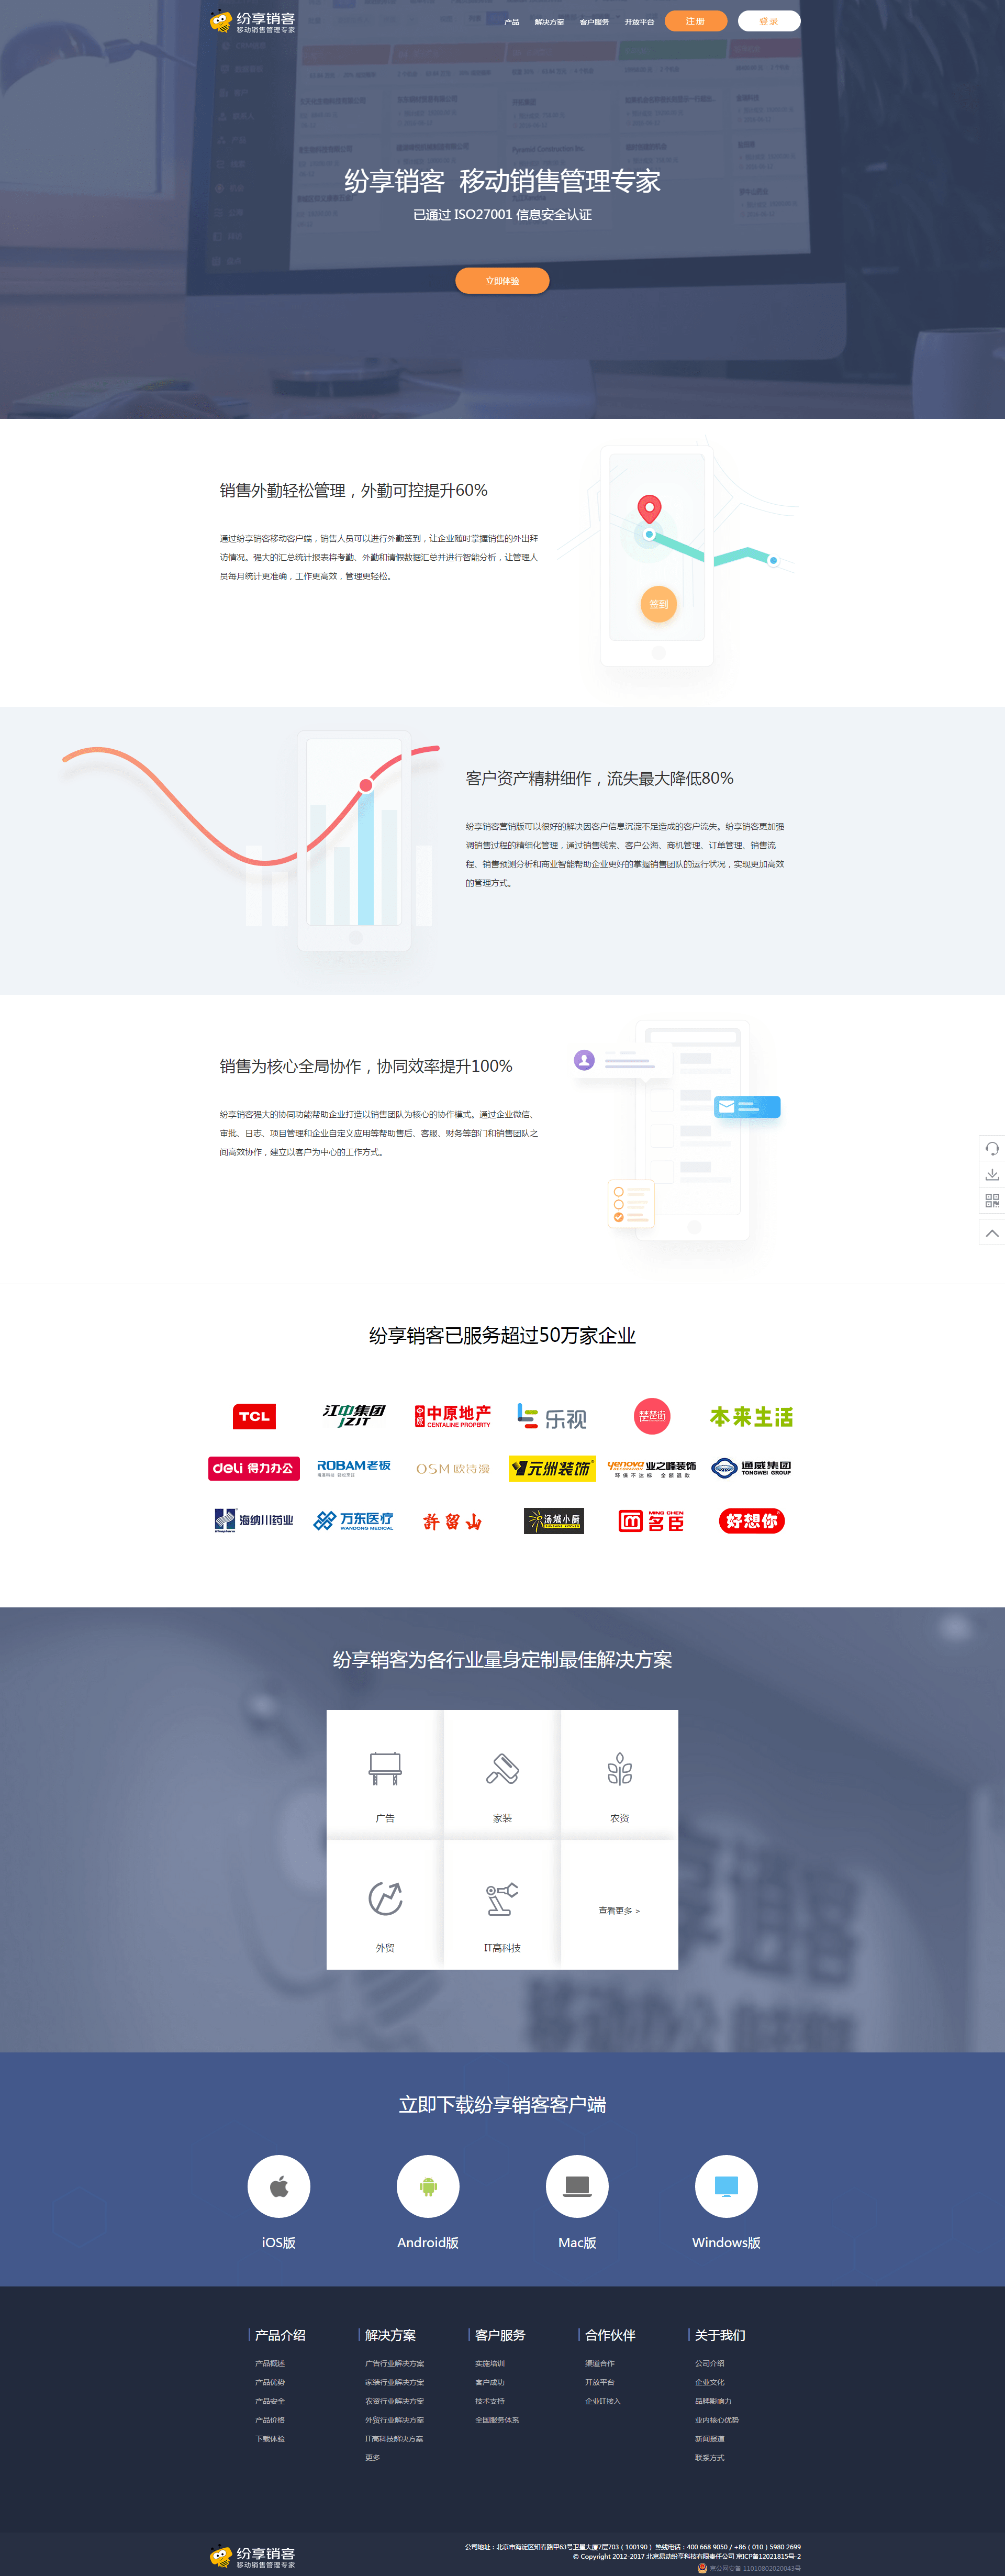 纷享销客
移动销售管理专家
产品 解决方案 客户服务 开放平台 注册 登录
纷享销客 移动销售管理专家
已通过 ISO27001 信息安全认证
立即体验
销售外勤轻松管理，外勤可控提升60%
通过纷享销客移动客户端，销售人员可以进行外勤签到，让企业随时掌握销售的外出拜
访情况。强大的汇总统计报表将考勤、外勤和请假数据汇总并进行智能分析，让管理人
员每月统计更准确，工作更高效，管理更轻松。
签到
客户资产精耕细作，流失最大降低80%
纷享销客营销版可以很好的解决因客户信息沉淀不足造成的客户流失。纷享销客更加强
调销售过程的精细化管理，通过销售线索、客户公海、商机管理、订单管理、销售流
程、销售预测分析和商业智能帮助企业更好的掌握销售团队的运行状况，实现更加高效
的管理方式。
销售为核心全局协作，协同效率提升100%
纷享销客强大的协同功能帮助企业打造以销售团队为核心的协作模式。通过企业微信、
审批、日志、项目管理和企业自定义应用等帮助售后、客服、财务等部门和销售团队之
间高效协作，建立以客户为中心的工作方式。
纷享销客已服务超过50万家企业
TCL
江中集团
JZJT
中原地产
CENTALINE PROPERTY
乐视
琵琶街
本来生活
deli 得力办公
ROBAM老板
OSM欧诗漫
元洲装饰
yenova业之峰装饰
环保不达标 全额退款
通威集团
TONGWEI GROUP
海纳川药业
万东医疗
WANDONG MEDICAL
许留山
汤城小厨
MING CHEN
名臣
好想你
纷享销客为各行业量身定制最佳解决方案
广告 家装 农资
外贸 IT高科技 查看更多 >
立即下载纷享销客客户端
iOS版 Android版 Mac版 Windows版
产品介绍
产品概述
产品优势
产品安全
产品价格
下载体验
解决方案
广告行业解决方案
家装行业解决方案
农资行业解决方案
外贸行业解决方案
IT高科技解决方案
更多
客户服务
实施培训
客户成功
技术支持
全国服务体系
合作伙伴
渠道合作
开放平台
企业IT接入
关于我们
公司介绍
企业文化
品牌影响力
业内核心优势
新闻报道
联系方式
纷享销客
移动销售管理专家
公司地址：北京市海淀区知春路甲63号卫星大厦7层703（100190） 热线电话：400 668 9050 / +86（010）5980 2699
© Copyright 2012-2017 北京易动纷享科技有限责任公司 京ICP备12021815号-2
京公网安备 11010802020043号